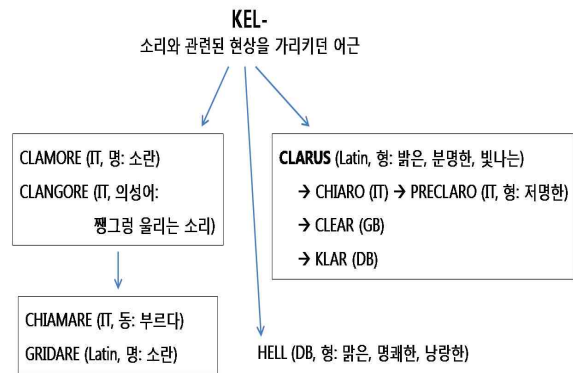 KEL-
소리와 관련된 현상을 가리키던 어근
CLAMORE (IT, 명: 소란)
CLANGORE (IT, 의성어:
쨍그렁 울리는 소리)
CLARUS (Latin, 형: 밝은, 분명한, 빛나는)
→ CHIARO (IT) → PRECLARO (IT, 형: 저명한)
→ CLEAR (GB)
→ KLAR (DB)
CHIAMARE (IT, 동: 부르다)
GRIDARE (Latin, 명: 소란)
HELL (DB, 형: 맑은, 명쾌한, 낭랑한)